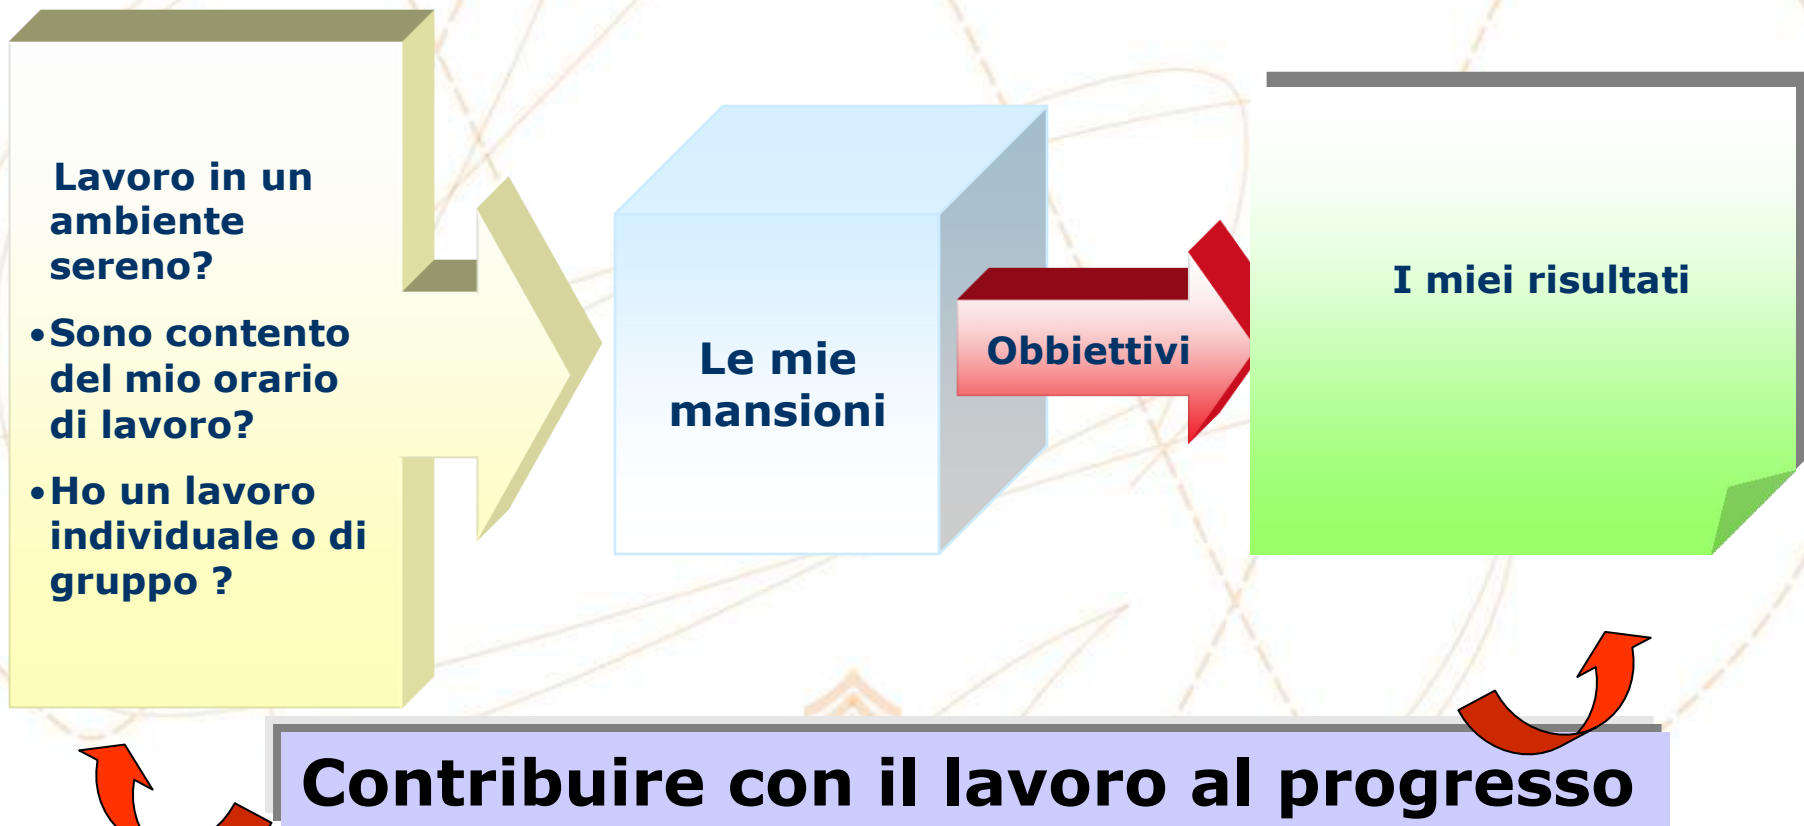 Lavoro in un
ambiente
sereno?
•Sono contento
del mio orario
di lavoro?
•Ho un lavoro
individuale o di
gruppo ?
Le mie
mansioni
Obbiettivi
I miei risultati
Contribuire con il lavoro al progresso